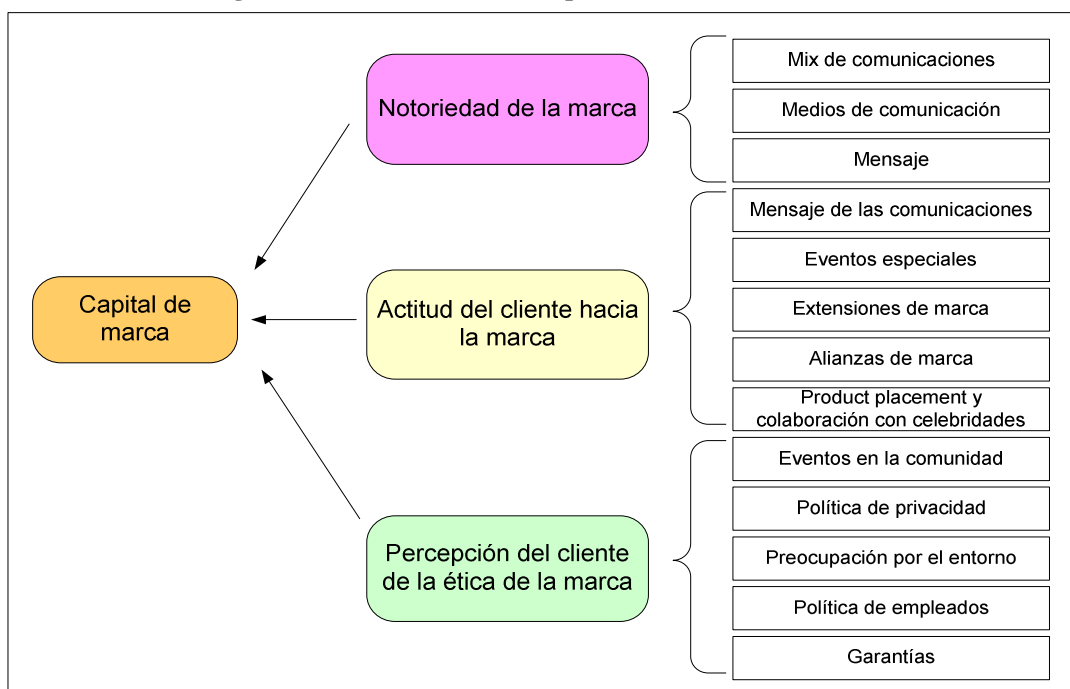 Notoriedad de la marca
Mix de comunicaciones
Medios de comunicación
Mensaje
Capital de
marca
Actitud del cliente hacia
la marca
Mensaje de las comunicaciones
Eventos especiales
Extensiones de marca
Alianzas de marca
Product placement y
colaboración con celebridades
Percepción del cliente
de la ética de la marca
Eventos en la comunidad
Política de privacidad
Preocupación por el entorno
Política de empleados
Garantías